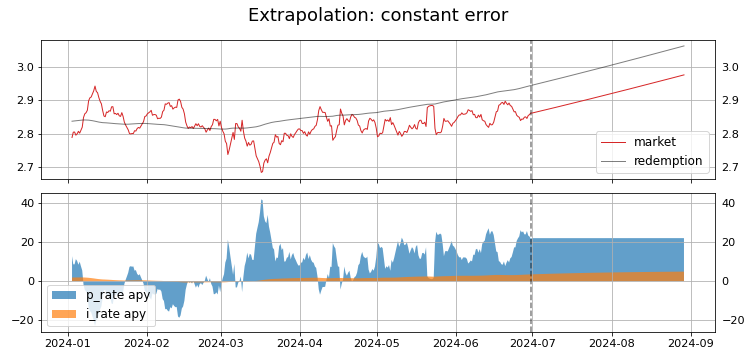 Extrapolation: constant error
3.0 3.0
2.9 2.9
2.8 2.8
2.7 2.7
market
redemption
40 40
20 20
0 0
−20 −20
p_rate apy
i_rate apy
2024-01 2024-02 2024-03 2024-04 2024-05 2024-06 2024-07 2024-08 2024-09